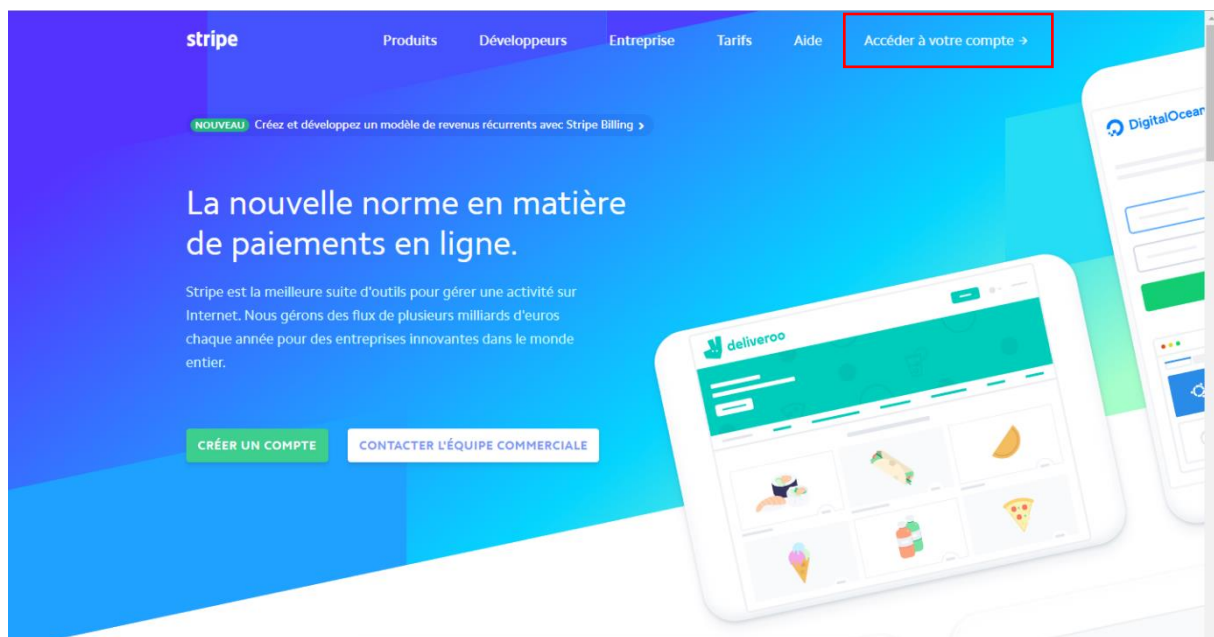 stripe
Produits
Développeurs
Entreprise
Tarifs
Aide
Accéder à votre compte →
NOUVEAU Créez et développez un modèle de revenus récurrents avec Stripe Billing >
La nouvelle norme en matière
de paiements en ligne.
Stripe est la meilleure suite d'outils pour gérer une activité sur
Internet. Nous gérons des flux de plusieurs milliards d'euros
chaque année pour des entreprises innovantes dans le monde
entier.
CRÉER UN COMPTE
CONTACTER L'ÉQUIPE COMMERCIALE
deliveroo
DigitalOcean